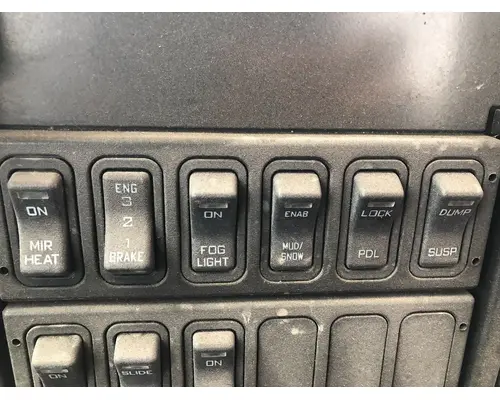 ON
MIR
HEAT
ENG
3
2
1
BRAKE
ON
FOG
LIGHT
ENAB
MUD/
SNOW
LOCK
PDL
DUMP
SUSP
ON
SLIDE
ON